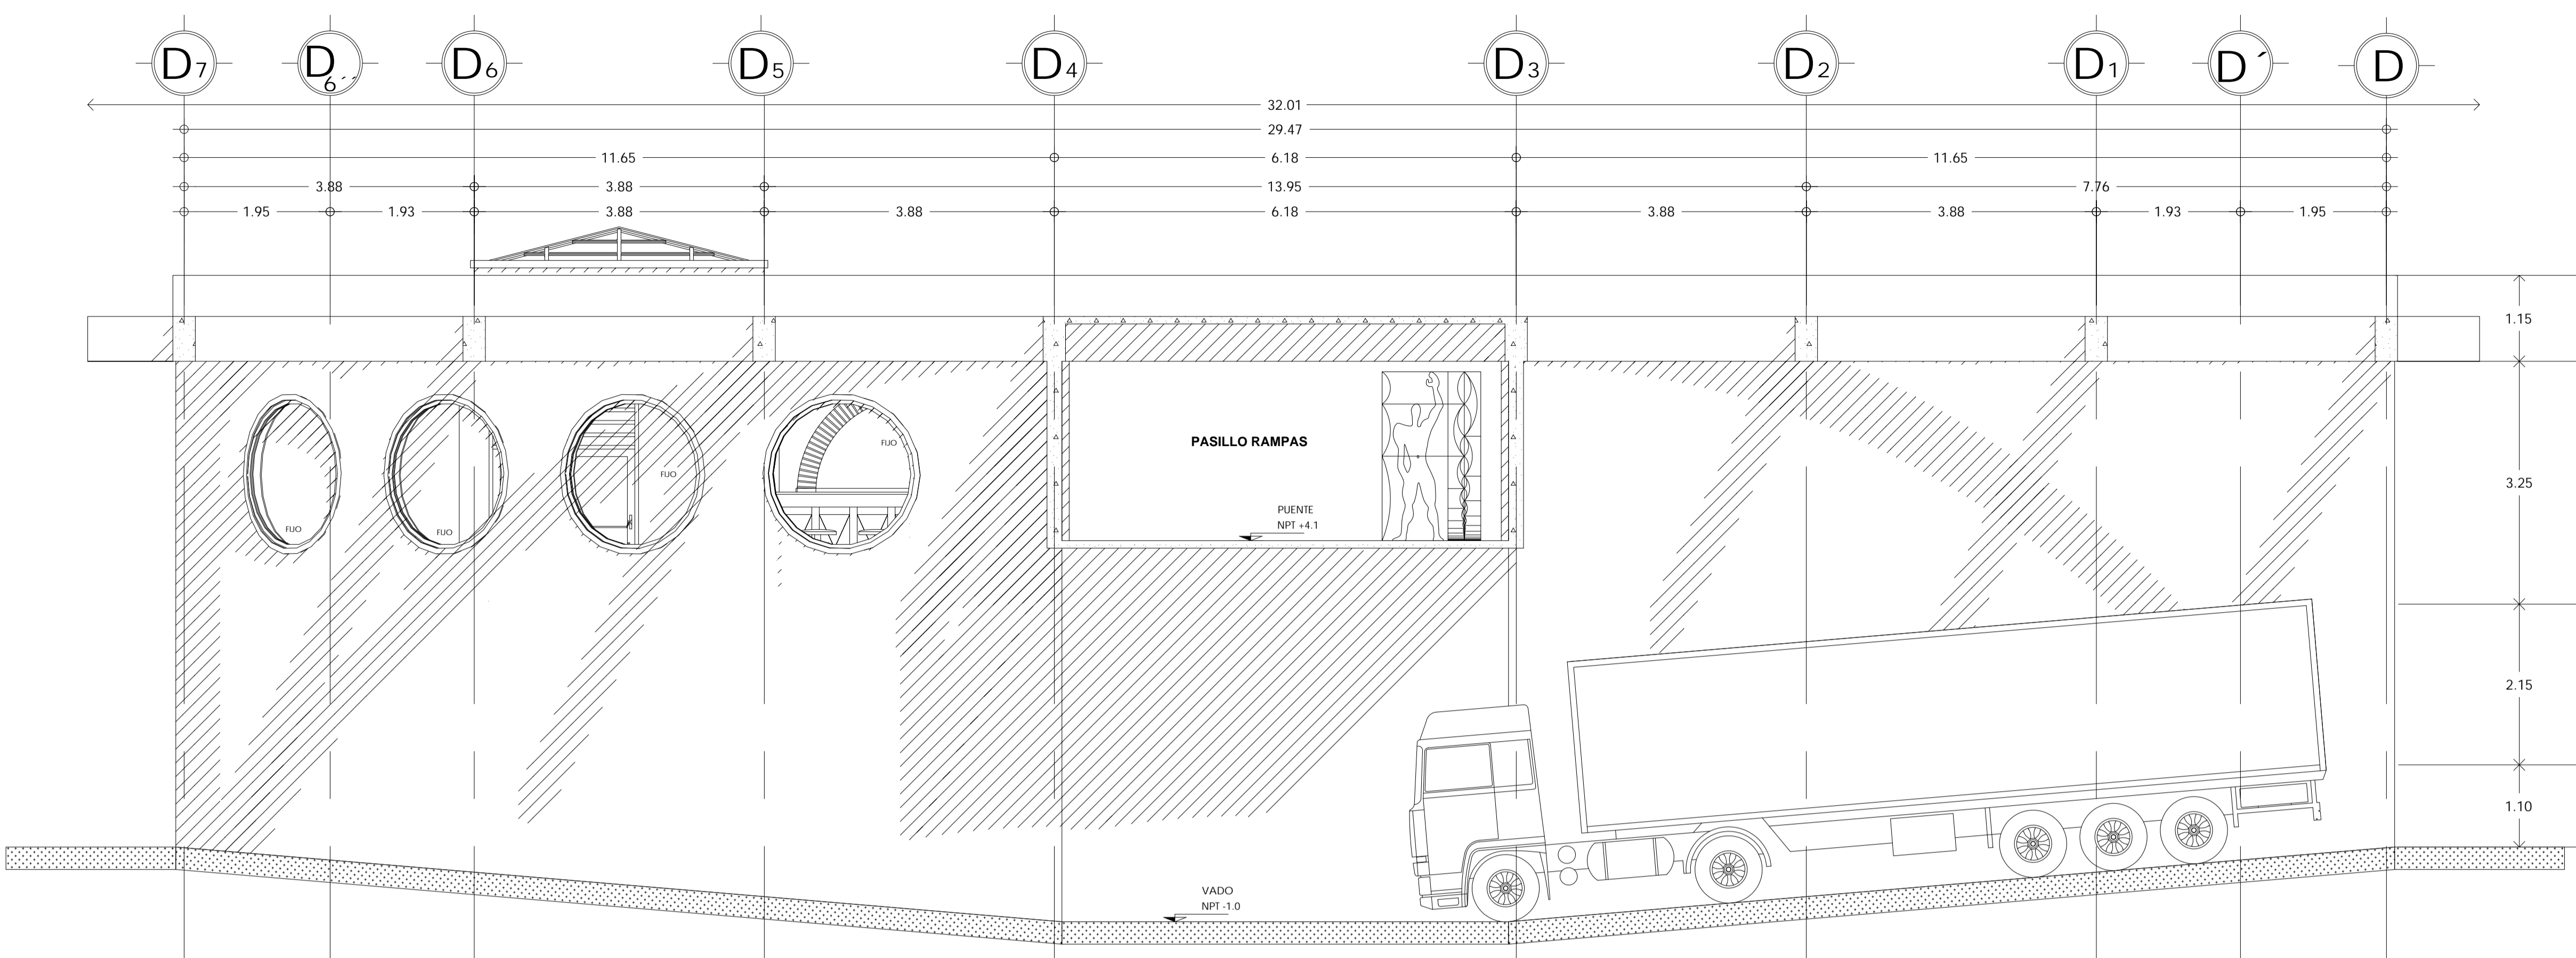 D7 D6´´ D6 D5 D4 D3 D2 D1 D´ D
32.01
29.47
11.65 6.18 11.65
3.88 3.88 13.95 7.76
1.95 1.93 3.88 3.88 6.18 3.88 3.88 1.93 1.95
1.15
FIJO
PASILLO RAMPAS
FIJO
3.25
PUENTE
NPT +4.1
FIJO
FIJO
2.15
1.10
VADO
NPT -1.0